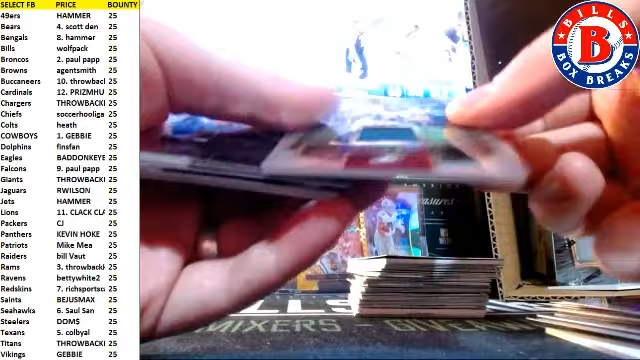 SELECT FB PRICE BOUNTY
49ers HAMMER 25
Bears 4. scott den 25
Bengals 8. hammer 25
Bills wolfpack 25
Broncos 2. paul papp 25
Browns agentsmith 25
Buccaneers 10. throwbacl 25
Cardinals 12. PRIZMHU 25
Chargers THROWBACKI 25
Chiefs soccerhooliga 25
Colts heath 25
COWBOYS 1. GEBBIE 25
Dolphins finsfan 25
Eagles BADDONKEYE 25
Falcons 9. paul papp 25
Giants THROWBACKI 25
Jaguars RWILSON 25
Jets HAMMER 25
Lions 11. CLACK CLA 25
Packers CJ 25
Panthers KEVIN HOKE 25
Patriots Mike Mea 25
Raiders bill Vaut 25
Rams 3. throwbackh 25
Ravens bettywhite2 25
Redskins 7. richsportsc 25
Saints BEJUSMAX 25
Seahawks 6. Saul San 25
Steelers DOMS 25
Texans 5. colbyal 25
Titans THROWBACKI 25
Vikings GEBBIE 25
BILLS
B
BOX BREAKS
MIXERS - DIV